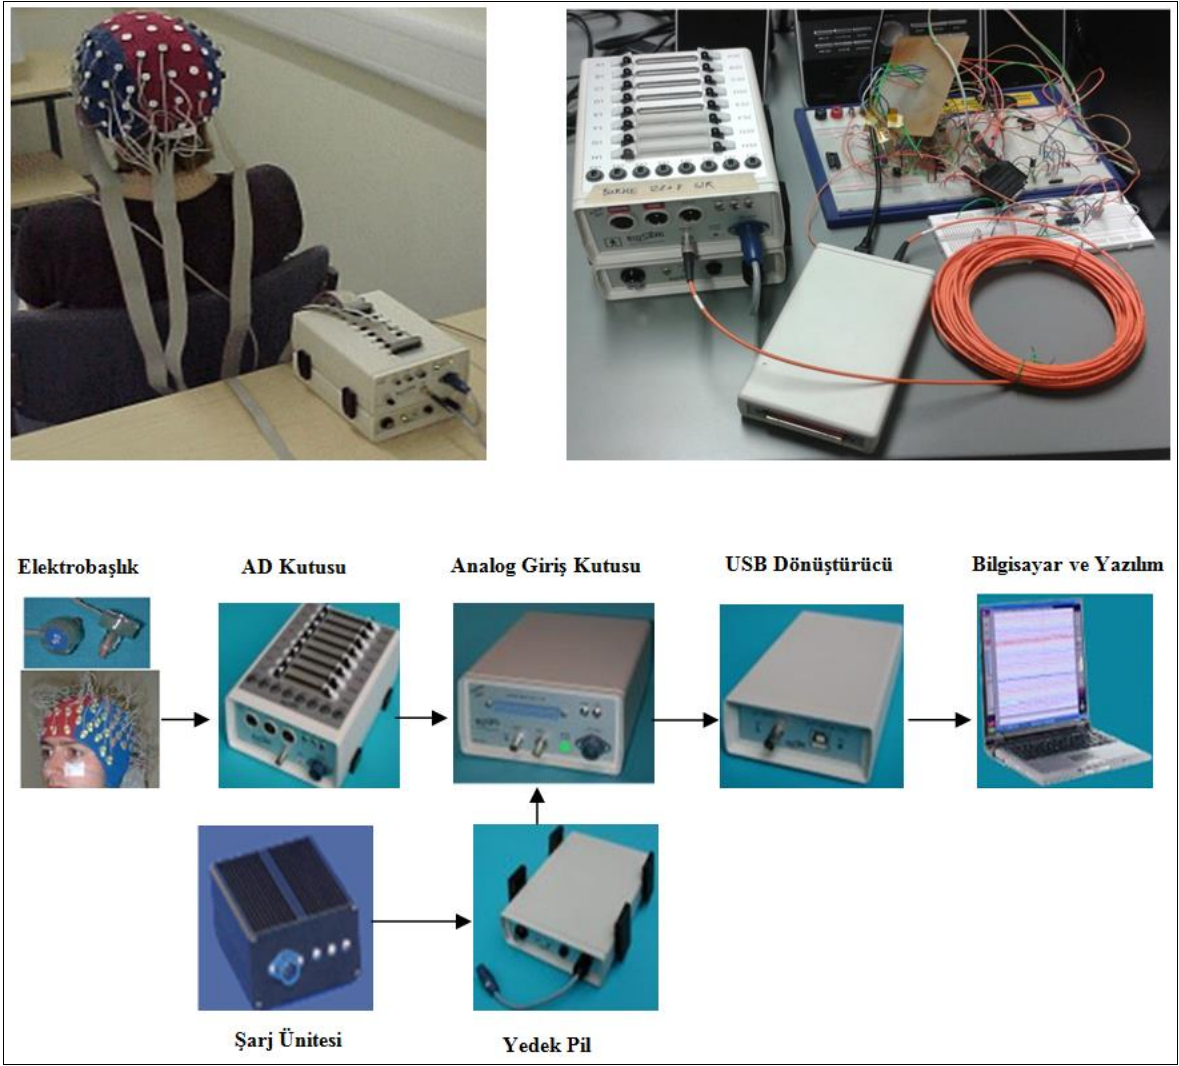 Elektrobaşlık
AD Kutusu
Analog Giriş Kutusu
USB Dönüştürücü
Bilgisayar ve Yazılım
Şarj Ünitesi
Yedek Pil